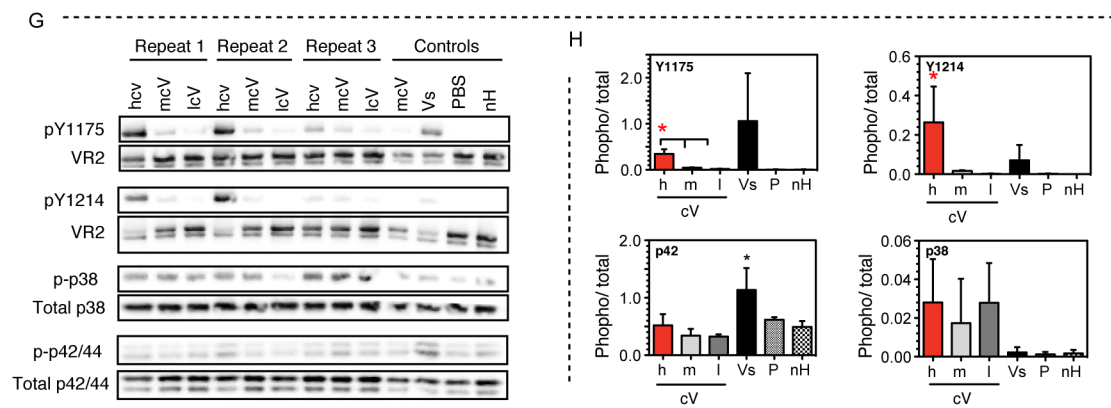 G
Repeat 1 Repeat 2 Repeat 3 Controls
hcv mcV lcV hcv mcV lcV hcv mcV lcV mcV Vs PBS nH
pY1175
VR2
pY1214
VR2
p-p38
Total p38
p-p42/44
Total p42/44
H
Y1175
Phospho/ total
2.0
1.0
0.0
*
h m l Vs P nH
cV
Y1214
Phospho/ total
0.6
0.4
0.2
0.0
*
h m l Vs P nH
cV
p42
Phospho/ total
2.0
1.0
0.0
*
h m l Vs P nH
cV
p38
Phospho/ total
0.06
0.04
0.02
0.00
h m l Vs P nH
cV